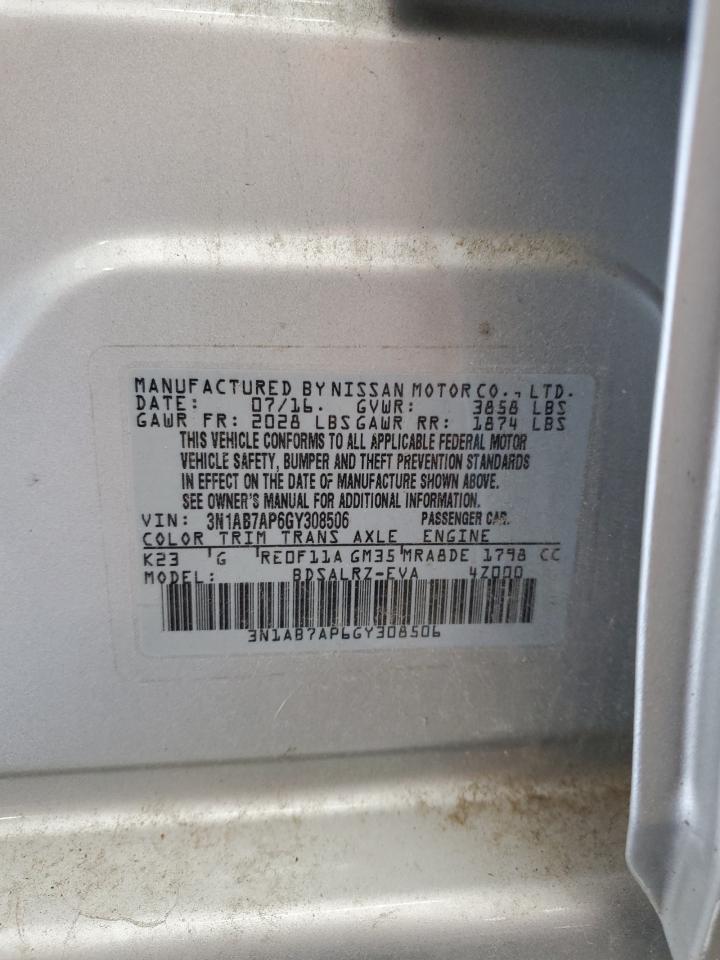 MANUFACTURED BY NISSAN MOTOR CO., LTD.
DATE: 07/16. GVWR: 3858 LBS
GAWR FR: 2028 LBS GAWR RR: 1874 LBS
THIS VEHICLE CONFORMS TO ALL APPLICABLE FEDERAL MOTOR
VEHICLE SAFETY, BUMPER AND THEFT PREVENTION STANDARDS
IN EFFECT ON THE DATE OF MANUFACTURE SHOWN ABOVE.
SEE OWNER'S MANUAL FOR ADDITIONAL INFORMATION.
VIN: 3N1AB7AP6GY308506 PASSENGER CAR.
COLOR TRIM TRANS AXLE ENGINE
K23 G RE0F11A GM35 MRA8DE 1798 CC
MODEL: BDSALRZ-EVA 4Z000
3N1AB7AP6GY308506